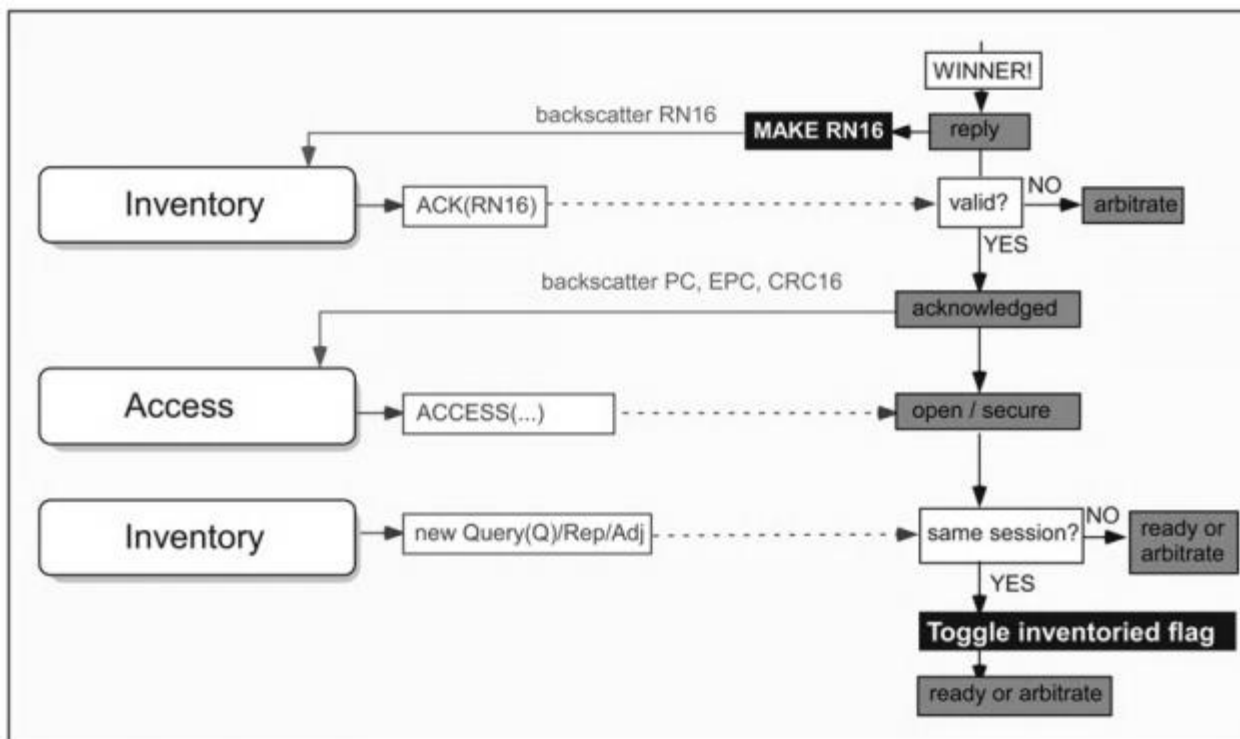 WINNER!
backscatter RN16
MAKE RN16
reply
Inventory
ACK(RN16)
valid?
NO
arbitrate
YES
backscatter PC, EPC, CRC16
acknowledged
Access
ACCESS(...)
open / secure
Inventory
new Query(Q)/Rep/Adj
same session?
NO
ready or
arbitrate
YES
Toggle inventoried flag
ready or arbitrate